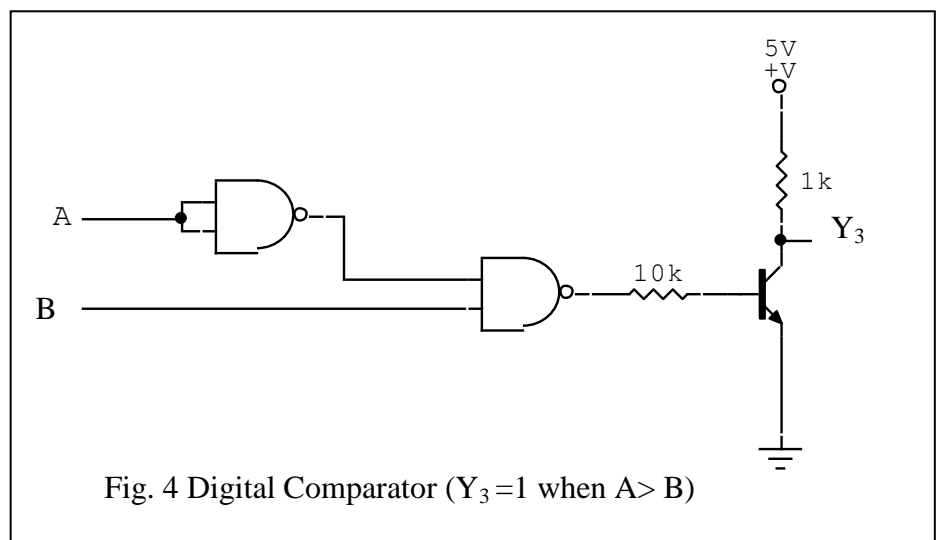 5V
+V
1k
A
Y₃
10k
B
Fig. 4 Digital Comparator (Y₃ =1 when A> B)